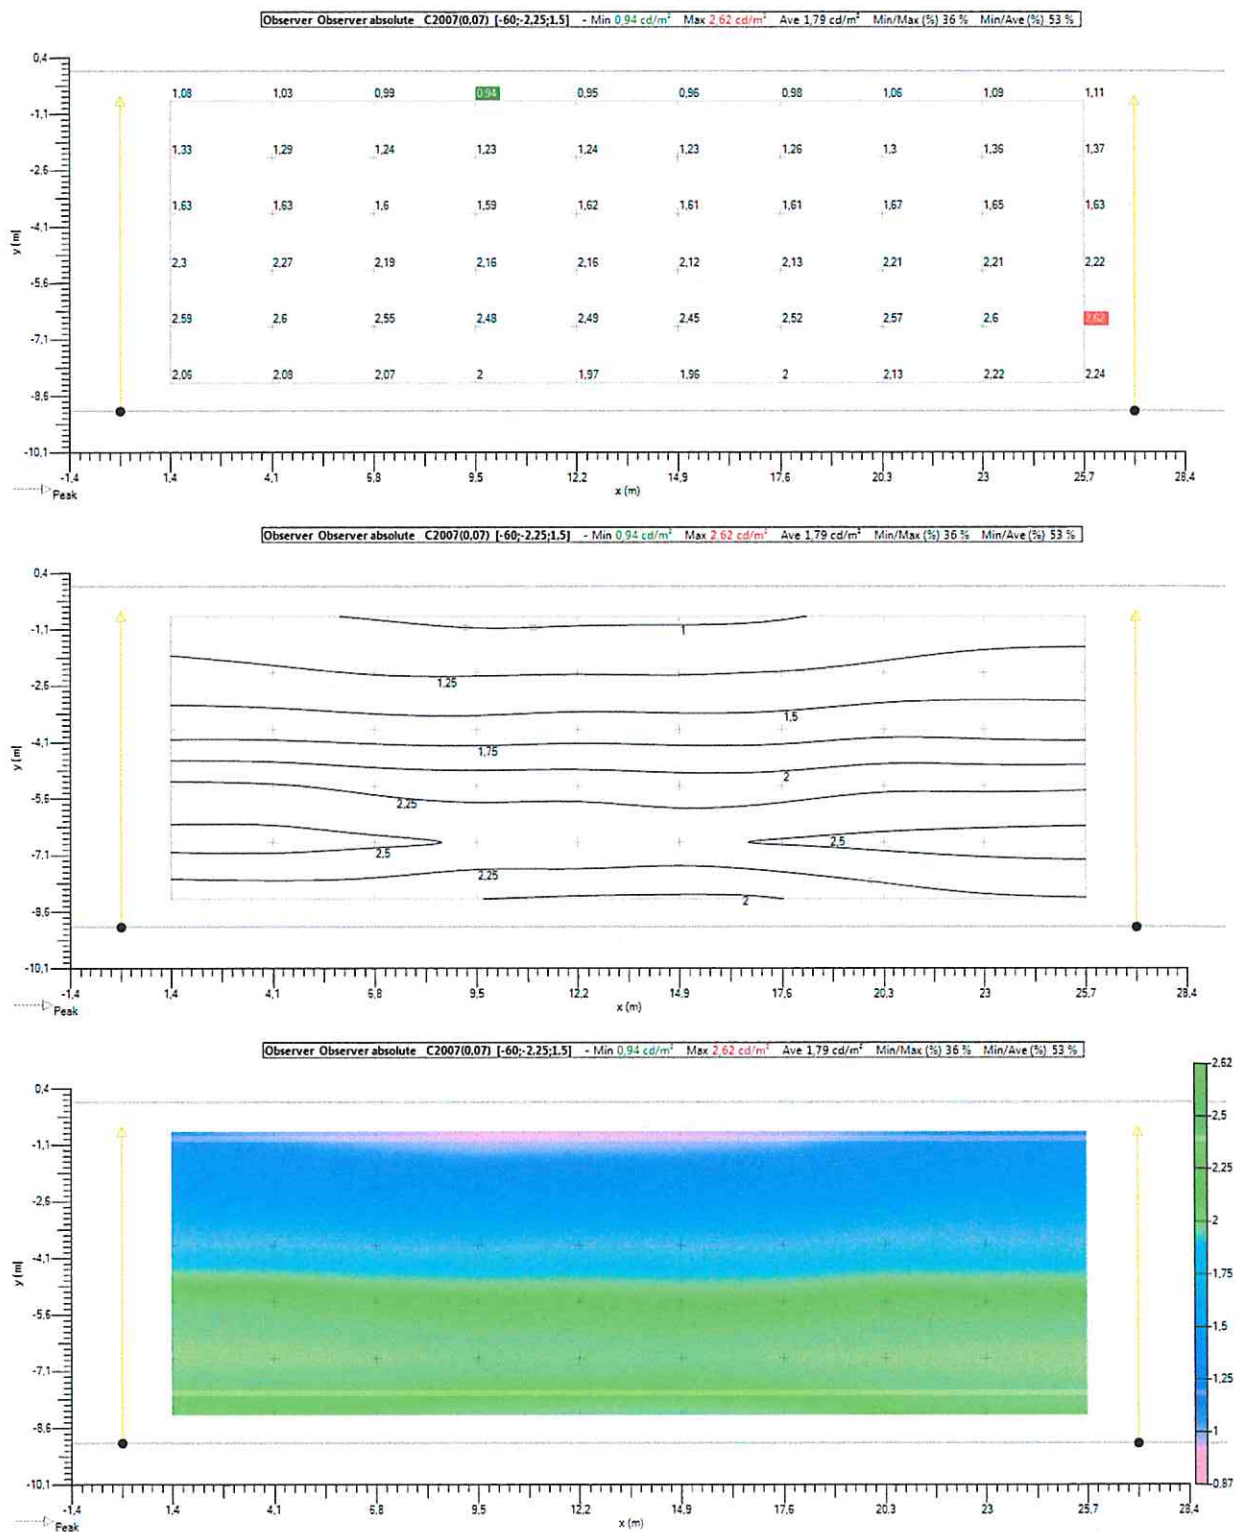 Observer Observer absolute C2007(0,07) [-60;-2,25;1.5] - Min 0,94 cd/m² Max 2,62 cd/m² Ave 1,79 cd/m² Min/Max (%) 36 % Min/Ave (%) 53 %
0,4
1,08 1,03 0,99 0,94 0,95 0,96 0,98 1,06 1,09 1,11
-1,1
1,33 1,29 1,24 1,23 1,24 1,23 1,26 1,3 1,36 1,37
-2,6
1,63 1,63 1,6 1,59 1,62 1,61 1,61 1,67 1,65 1,63
-4,1
y [m]
2,3 2,27 2,19 2,16 2,16 2,12 2,13 2,21 2,21 2,22
-5,6
2,59 2,6 2,55 2,48 2,49 2,45 2,52 2,57 2,6 2,62
-7,1
2,06 2,08 2,07 2 1,97 1,96 2 2,13 2,22 2,24
-8,6
-10,1
-1,4 1,4 4,1 6,8 9,5 12,2 14,9 17,6 20,3 23 25,7 28,4
x (m)
Peak
Observer Observer absolute C2007(0,07) [-60;-2,25;1.5] - Min 0,94 cd/m² Max 2,62 cd/m² Ave 1,79 cd/m² Min/Max (%) 36 % Min/Ave (%) 53 %
0,4
-1,1
1
-2,6
1,25
1,5
-4,1
1,75
y [m]
2
-5,6
2,25
2,5
-7,1
2,5
2,25
2
-8,6
-10,1
-1,4 1,4 4,1 6,8 9,5 12,2 14,9 17,6 20,3 23 25,7 28,4
x (m)
Peak
Observer Observer absolute C2007(0,07) [-60;-2,25;1.5] - Min 0,94 cd/m² Max 2,62 cd/m² Ave 1,79 cd/m² Min/Max (%) 36 % Min/Ave (%) 53 %
2,62
0,4
2,5
-1,1
2,25
-2,6
2
-4,1
y [m]
1,75
-5,6
1,5
-7,1
1,25
-8,6
1
-10,1
0,87
-1,4 1,4 4,1 6,8 9,5 12,2 14,9 17,6 20,3 23 25,7 28,4
x (m)
Peak